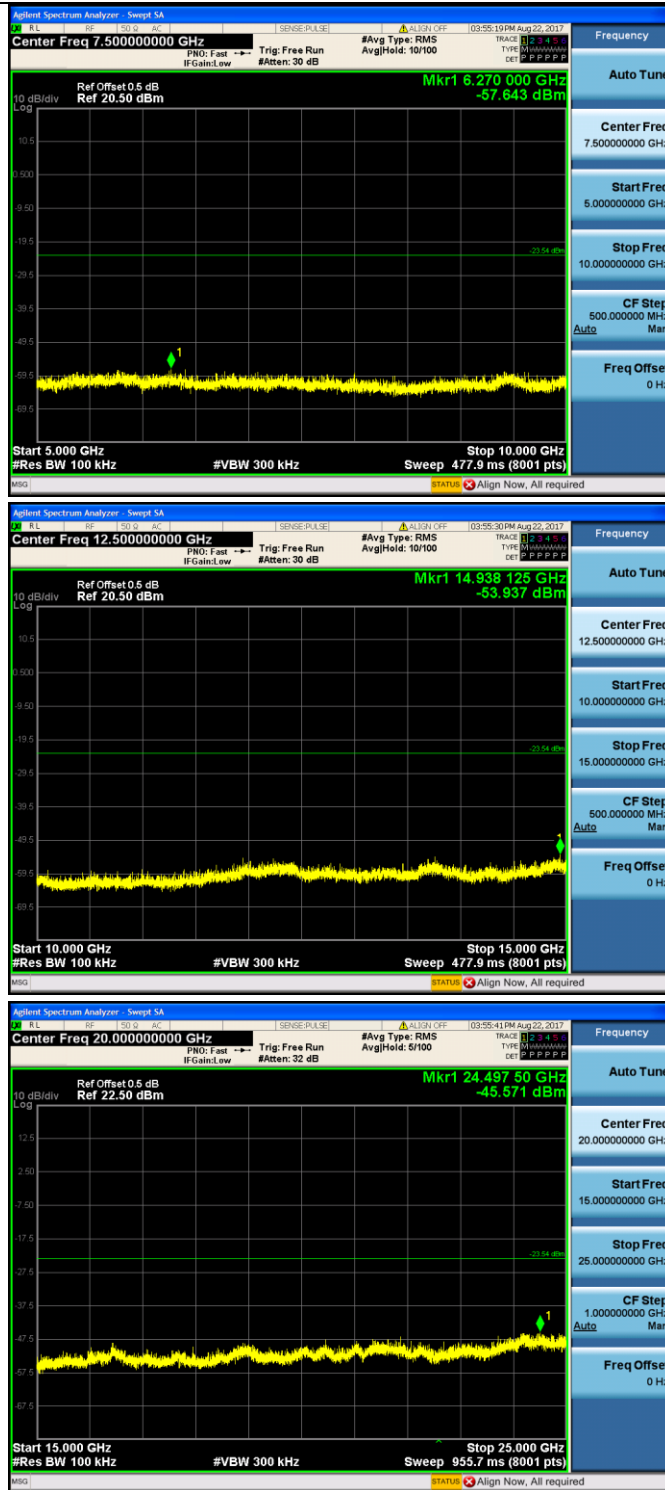 Agilent Spectrum Analyzer - Swept SA
RL RF 50 Ω AC SENSE:PULSE ALIGN OFF 03:55:19 PM Aug 22, 2017
Center Freq 7.500000000 GHz
PNO: Fast
IFGain:Low
Trig: Free Run
#Atten: 30 dB
#Avg Type: RMS
Avg|Hold: 10/100
TRACE 1 2 3 4 5 6
TYPE M W W W W W
DET P P P P P P
Frequency
Mkr1 6.270 000 GHz
-57.643 dBm
Ref Offset 0.5 dB
10 dB/div Ref 20.50 dBm
Log
10.5
0.500
-9.50
-19.5
-23.54 dBm
-29.5
-39.5
-49.5
1
-59.5
-69.5
Start 5.000 GHz Stop 10.000 GHz
#Res BW 100 kHz #VBW 300 kHz Sweep 477.9 ms (8001 pts)
MSG STATUS Align Now, All required
Auto Tune
Center Freq
7.500000000 GHz
Start Freq
5.000000000 GHz
Stop Freq
10.000000000 GHz
CF Step
500.000000 MHz
Auto Man
Freq Offset
0 Hz
Agilent Spectrum Analyzer - Swept SA
RL RF 50 Ω AC SENSE:PULSE ALIGN OFF 03:55:30 PM Aug 22, 2017
Center Freq 12.500000000 GHz
PNO: Fast
IFGain:Low
Trig: Free Run
#Atten: 30 dB
#Avg Type: RMS
Avg|Hold: 10/100
TRACE 1 2 3 4 5 6
TYPE M W W W W W
DET P P P P P P
Frequency
Mkr1 14.938 125 GHz
-53.937 dBm
Ref Offset 0.5 dB
10 dB/div Ref 20.50 dBm
Log
10.5
0.500
-9.50
-19.5
-23.54 dBm
-29.5
-39.5
-49.5
1
-59.5
-69.5
Start 10.000 GHz Stop 15.000 GHz
#Res BW 100 kHz #VBW 300 kHz Sweep 477.9 ms (8001 pts)
MSG STATUS Align Now, All required
Auto Tune
Center Freq
12.500000000 GHz
Start Freq
10.000000000 GHz
Stop Freq
15.000000000 GHz
CF Step
500.000000 MHz
Auto Man
Freq Offset
0 Hz
Agilent Spectrum Analyzer - Swept SA
RL RF 50 Ω AC SENSE:PULSE ALIGN OFF 03:55:41 PM Aug 22, 2017
Center Freq 20.000000000 GHz
PNO: Fast
IFGain:Low
Trig: Free Run
#Atten: 32 dB
#Avg Type: RMS
Avg|Hold: 5/100
TRACE 1 2 3 4 5 6
TYPE M W W W W W
DET P P P P P P
Frequency
Mkr1 24.497 50 GHz
-45.571 dBm
Ref Offset 0.5 dB
10 dB/div Ref 22.50 dBm
Log
12.5
2.50
-7.50
-17.5
-23.54 dBm
-27.5
-37.5
1
-47.5
-57.5
-67.5
Start 15.000 GHz Stop 25.000 GHz
#Res BW 100 kHz #VBW 300 kHz Sweep 955.7 ms (8001 pts)
MSG STATUS Align Now, All required
Auto Tune
Center Freq
20.000000000 GHz
Start Freq
15.000000000 GHz
Stop Freq
25.000000000 GHz
CF Step
1.000000000 GHz
Auto Man
Freq Offset
0 Hz